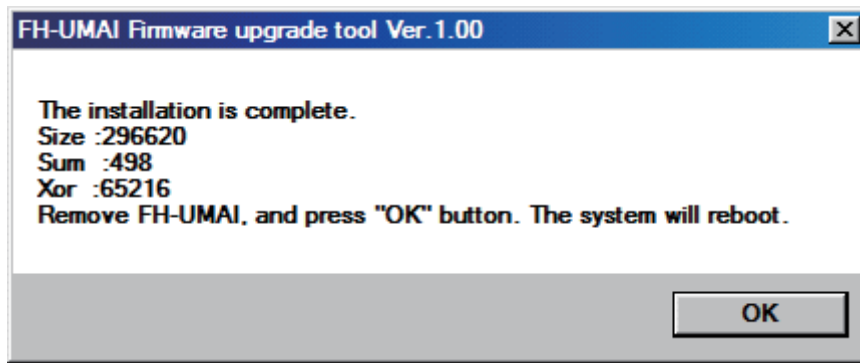 FH-UMAI Firmware upgrade tool Ver.1.00
The installation is complete.
Size :296620
Sum :498
Xor :65216
Remove FH-UMAI, and press "OK" button. The system will reboot.
OK